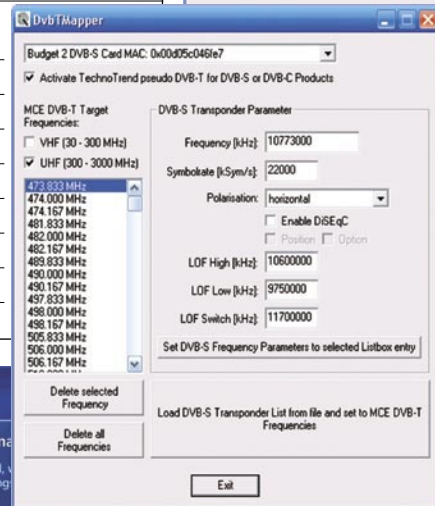 DvbTMapper
Budget 2 DVB-S Card MAC: 0x00d05c046fe7
Activate TechnoTrend pseudo DVB-T for DVB-S or DVB-C Products
MCE DVB-T Target
Frequencies:
VHF (30 - 300 MHz)
UHF (300 - 3000 MHz)
473.833 MHz
474.000 MHz
474.167 MHz
481.833 MHz
482.000 MHz
482.167 MHz
489.833 MHz
490.000 MHz
490.167 MHz
497.833 MHz
498.000 MHz
498.167 MHz
505.833 MHz
506.000 MHz
506.167 MHz
Delete selected
Frequency
Delete all
Frequencies
DVB-S Transponder Parameter
Frequency [kHz]: 10773000
Symbolrate [kSym/s]: 22000
Polarisation: horizontal
Enable DiSEqC
Position Option
LOF High [kHz]: 10600000
LOF Low [kHz]: 9750000
LOF Switch [kHz]: 11700000
Set DVB-S Frequency Parameters to selected Listbox entry
Load DVB-S Transponder List from file and set to MCE DVB-T
Frequencies
Exit